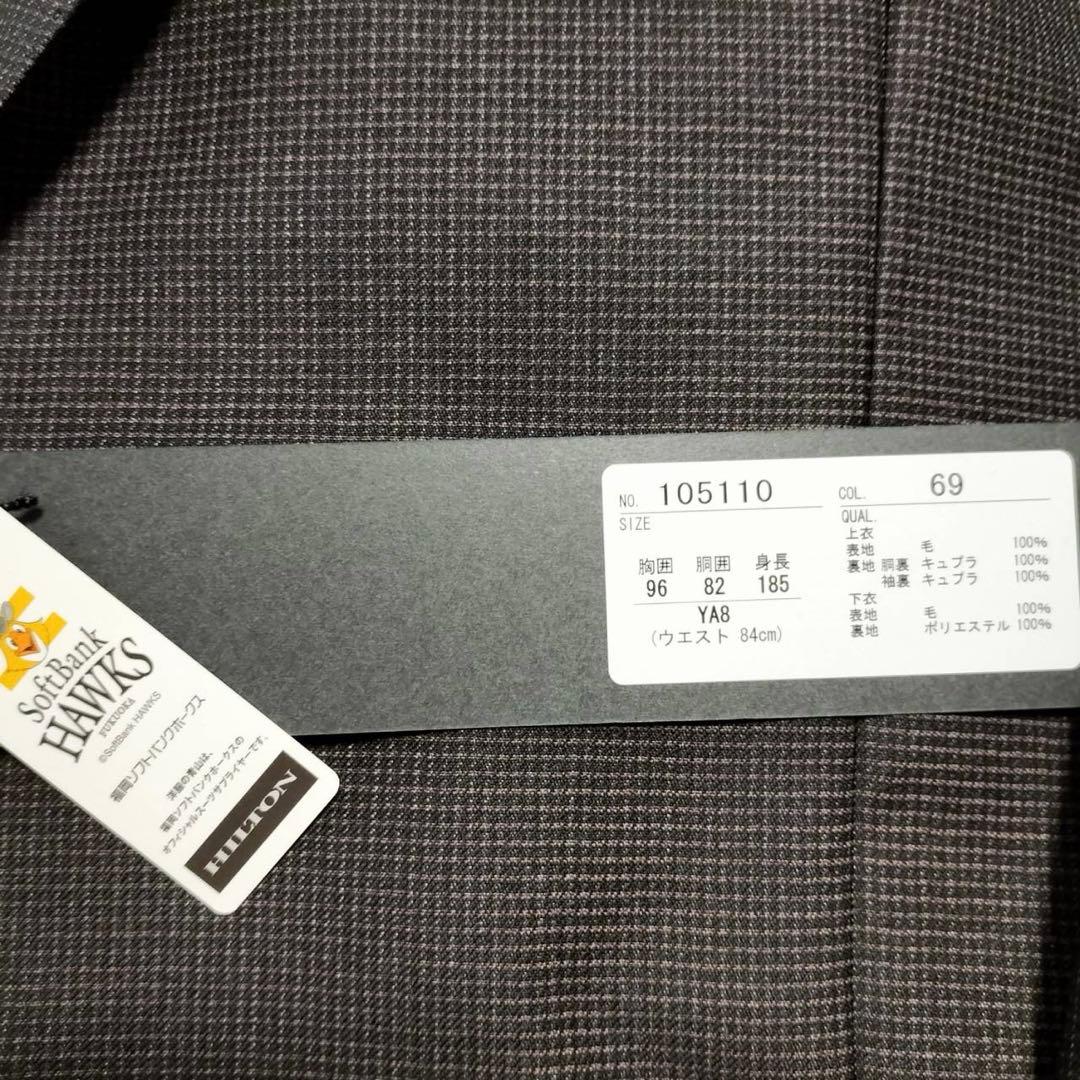 SoftBank
HAWKS
FUKUOKA
©SoftBank HAWKS
福岡ソフトバンクホークス
洋服の青山は、
福岡ソフトバンクホークスの
オフィシャルスーツサプライヤーです。
HILTON
NO. 105110
SIZE
胸囲 胴囲 身長
96 82 185
YA8
(ウエスト 84cm)
COL. 69
QUAL.
上衣
表地 毛 100%
裏地 胴裏 キュプラ 100%
袖裏 キュプラ 100%
下衣
表地 毛 100%
裏地 ポリエステル 100%